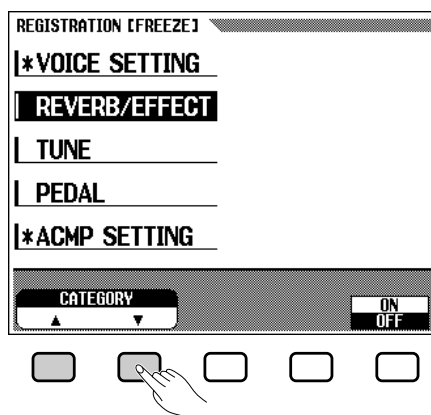 REGISTRATION [FREEZE]
*VOICE SETTING
REVERB/EFFECT
TUNE
PEDAL
*ACMP SETTING
CATEGORY
▲ ▼
ON
OFF